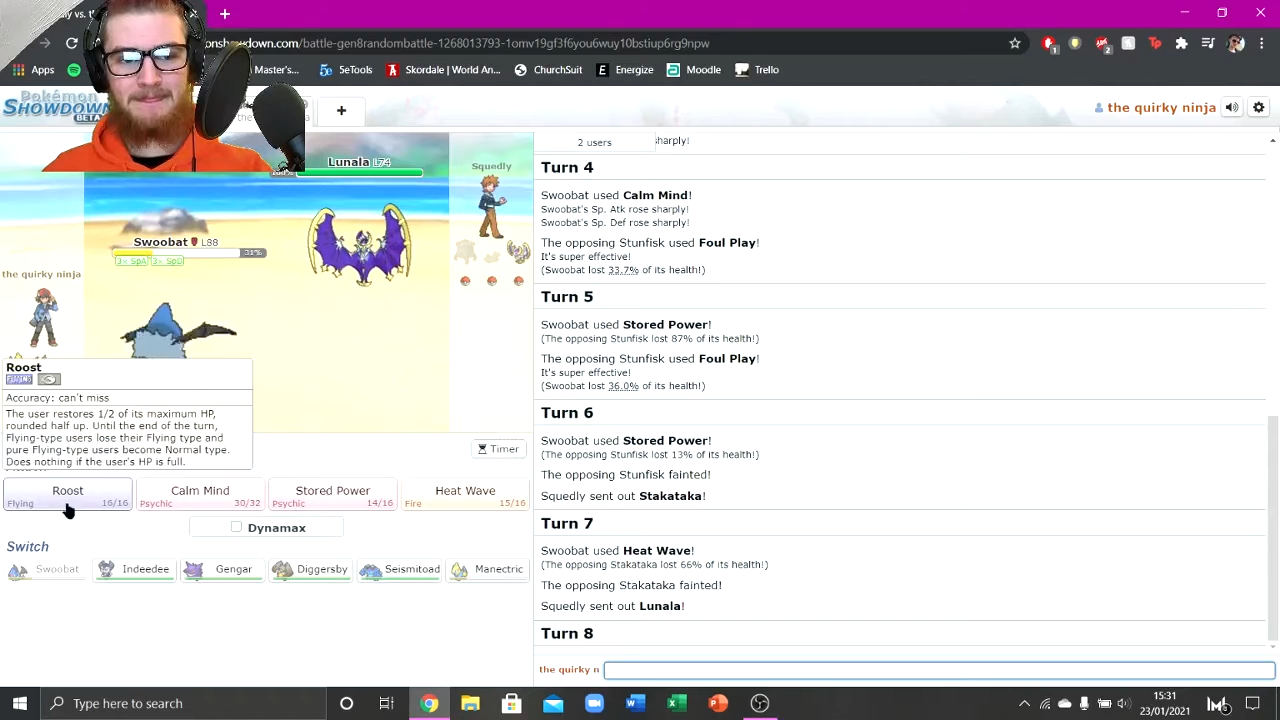 y vs. t
onshowdown.com/battle-gen8randombattle-1268013793-1omv19gf3f6you6wuy10bstiup6rg9npw
Apps
Master's...
5eTools
Skordale / Homebr...
ChurchSuit
Energize
Moodle
Trello
Pokémon
SHOWDOWN
BETA
+
the quirky ninja
2 users
sharply!
Turn 4
Swoobat used Calm Mind!
Swoobat's Sp. Atk rose sharply!
Swoobat's Sp. Def rose sharply!
The opposing Stunfisk used Foul Play!
It's super effective!
(Swoobat lost 33.7% of its health!)
Turn 5
Swoobat used Stored Power!
(The opposing Stunfisk lost 87% of its health!)
The opposing Stunfisk used Foul Play!
It's super effective!
(Swoobat lost 36.0% of its health!)
Turn 6
Swoobat used Stored Power!
(The opposing Stunfisk lost 13% of its health!)
The opposing Stunfisk fainted!
Squedly sent out Stakataka!
Turn 7
Swoobat used Heat Wave!
(The opposing Stakataka lost 66% of its health!)
The opposing Stakataka fainted!
Squedly sent out Lunala!
Turn 8
the quirky n
Lunala L74
100%
Squedly
Swoobat L88
31%
3× SpA 3× SpD
the quirky ninja
Roost
FLYING
Accuracy: can't miss
The user restores 1/2 of its maximum HP,
rounded half up. Until the end of the turn,
Flying-type users lose their Flying type and
pure Flying-type users become Normal type.
Does nothing if the user's HP is full.
Timer
Roost
Flying 16/16
Calm Mind
Psychic 30/32
Stored Power
Psychic 14/16
Heat Wave
Fire 15/16
Dynamax
Switch
Swoobat
Indeedee
Gengar
Diggersby
Seismitoad
Manectric
Type here to search
15:31
23/01/2021